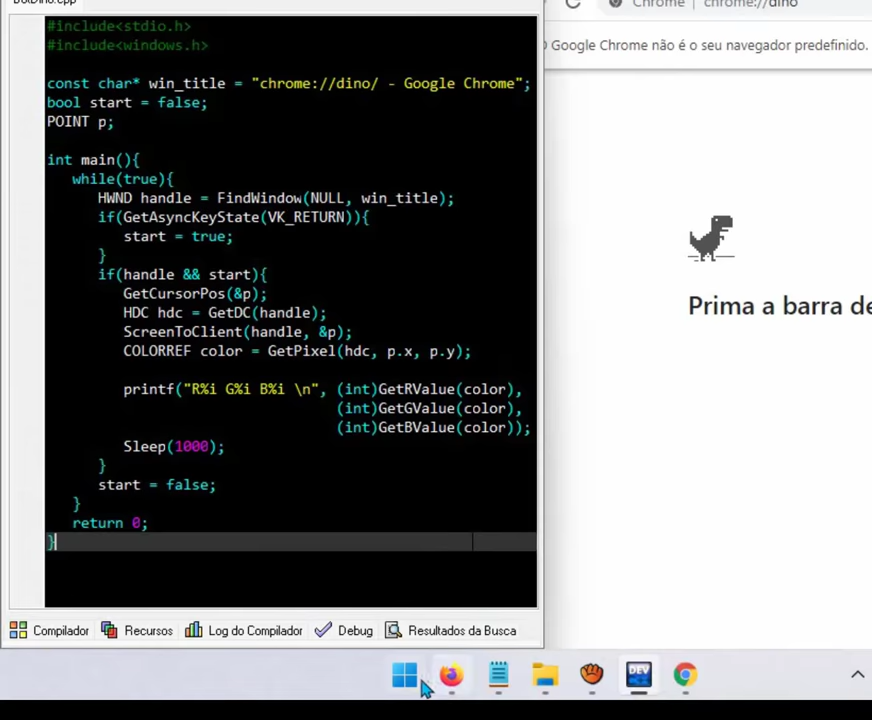 BotDino.cpp
#include<stdio.h>
#include<windows.h>
const char* win_title = "chrome://dino/ - Google Chrome";
bool start = false;
POINT p;
int main(){
while(true){
HWND handle = FindWindow(NULL, win_title);
if(GetAsyncKeyState(VK_RETURN)){
start = true;
}
if(handle && start){
GetCursorPos(&p);
HDC hdc = GetDC(handle);
ScreenToClient(handle, &p);
COLORREF color = GetPixel(hdc, p.x, p.y);
printf("R%i G%i B%i \n", (int)GetRValue(color),
(int)GetGValue(color),
(int)GetBValue(color));
Sleep(1000);
}
start = false;
}
return 0;
}
Compilador Recursos Log do Compilador Debug Resultados da Busca
Chrome chrome://dino
Google Chrome não é o seu navegador predefinido.
Prima a barra de
DEV